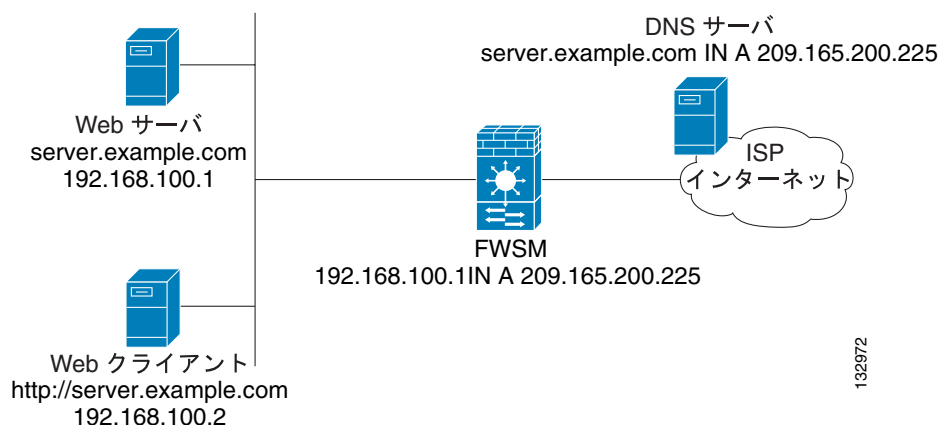 DNS サーバ
server.example.com IN A 209.165.200.225
Web サーバ
server.example.com
192.168.100.1
ISP
インターネット
FWSM
192.168.100.1IN A 209.165.200.225
Web クライアント
http://server.example.com
192.168.100.2
132972